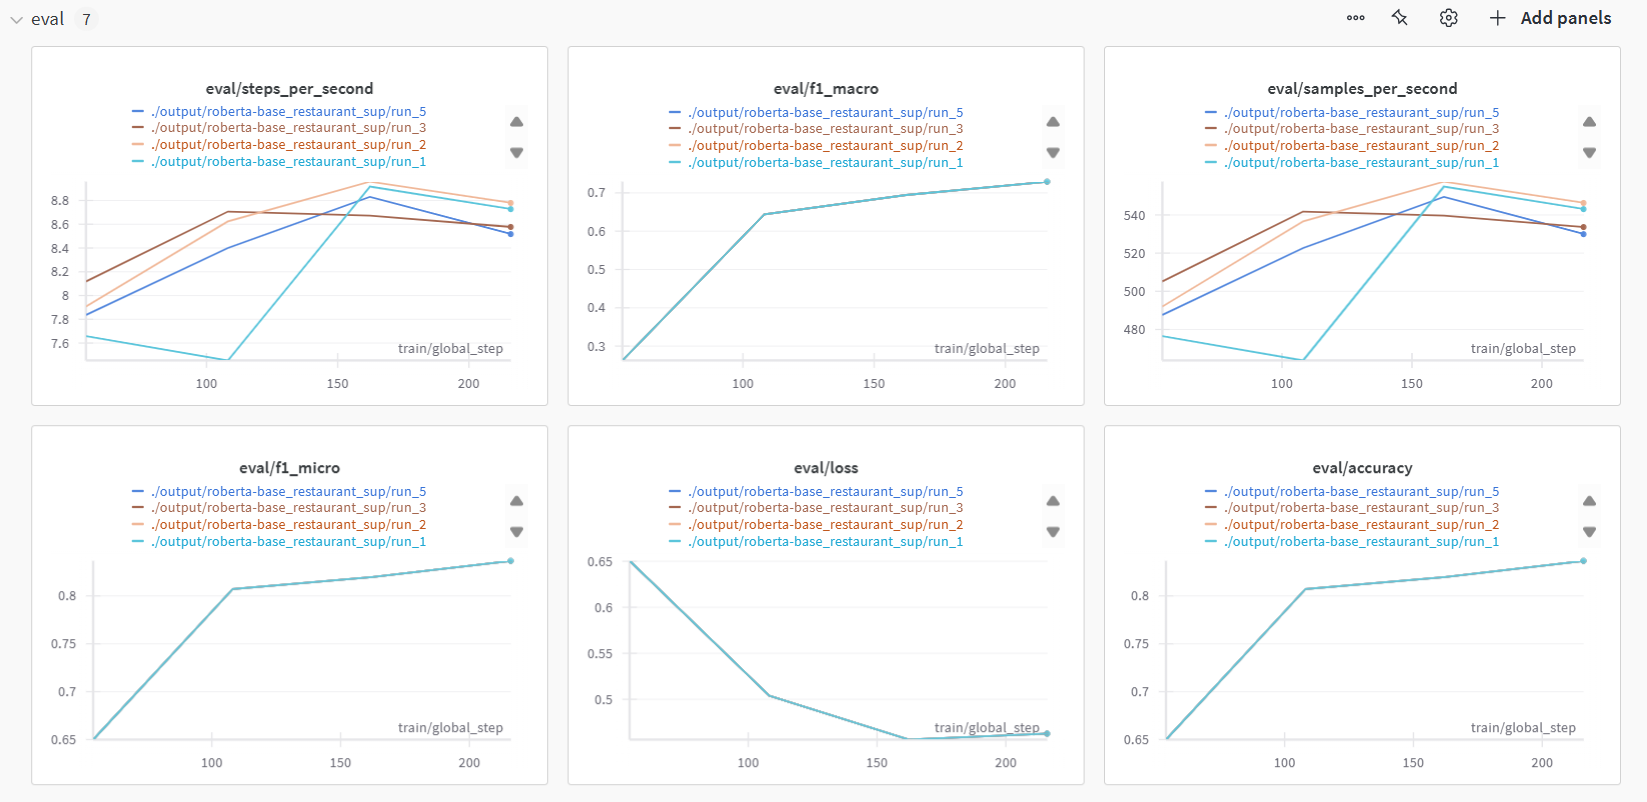 eval 7
Add panels
eval/steps_per_second
./output/roberta-base_restaurant_sup/run_5
./output/roberta-base_restaurant_sup/run_3
./output/roberta-base_restaurant_sup/run_2
./output/roberta-base_restaurant_sup/run_1
8.8
8.6
8.4
8.2
8
7.8
7.6
train/global_step
100 150 200
eval/f1_macro
./output/roberta-base_restaurant_sup/run_5
./output/roberta-base_restaurant_sup/run_3
./output/roberta-base_restaurant_sup/run_2
./output/roberta-base_restaurant_sup/run_1
0.7
0.6
0.5
0.4
0.3
train/global_step
100 150 200
eval/samples_per_second
./output/roberta-base_restaurant_sup/run_5
./output/roberta-base_restaurant_sup/run_3
./output/roberta-base_restaurant_sup/run_2
./output/roberta-base_restaurant_sup/run_1
540
520
500
480
train/global_step
100 150 200
eval/f1_micro
./output/roberta-base_restaurant_sup/run_5
./output/roberta-base_restaurant_sup/run_3
./output/roberta-base_restaurant_sup/run_2
./output/roberta-base_restaurant_sup/run_1
0.8
0.75
0.7
0.65
train/global_step
100 150 200
eval/loss
./output/roberta-base_restaurant_sup/run_5
./output/roberta-base_restaurant_sup/run_3
./output/roberta-base_restaurant_sup/run_2
./output/roberta-base_restaurant_sup/run_1
0.65
0.6
0.55
0.5
train/global_step
100 150 200
eval/accuracy
./output/roberta-base_restaurant_sup/run_5
./output/roberta-base_restaurant_sup/run_3
./output/roberta-base_restaurant_sup/run_2
./output/roberta-base_restaurant_sup/run_1
0.8
0.75
0.7
0.65
train/global_step
100 150 200